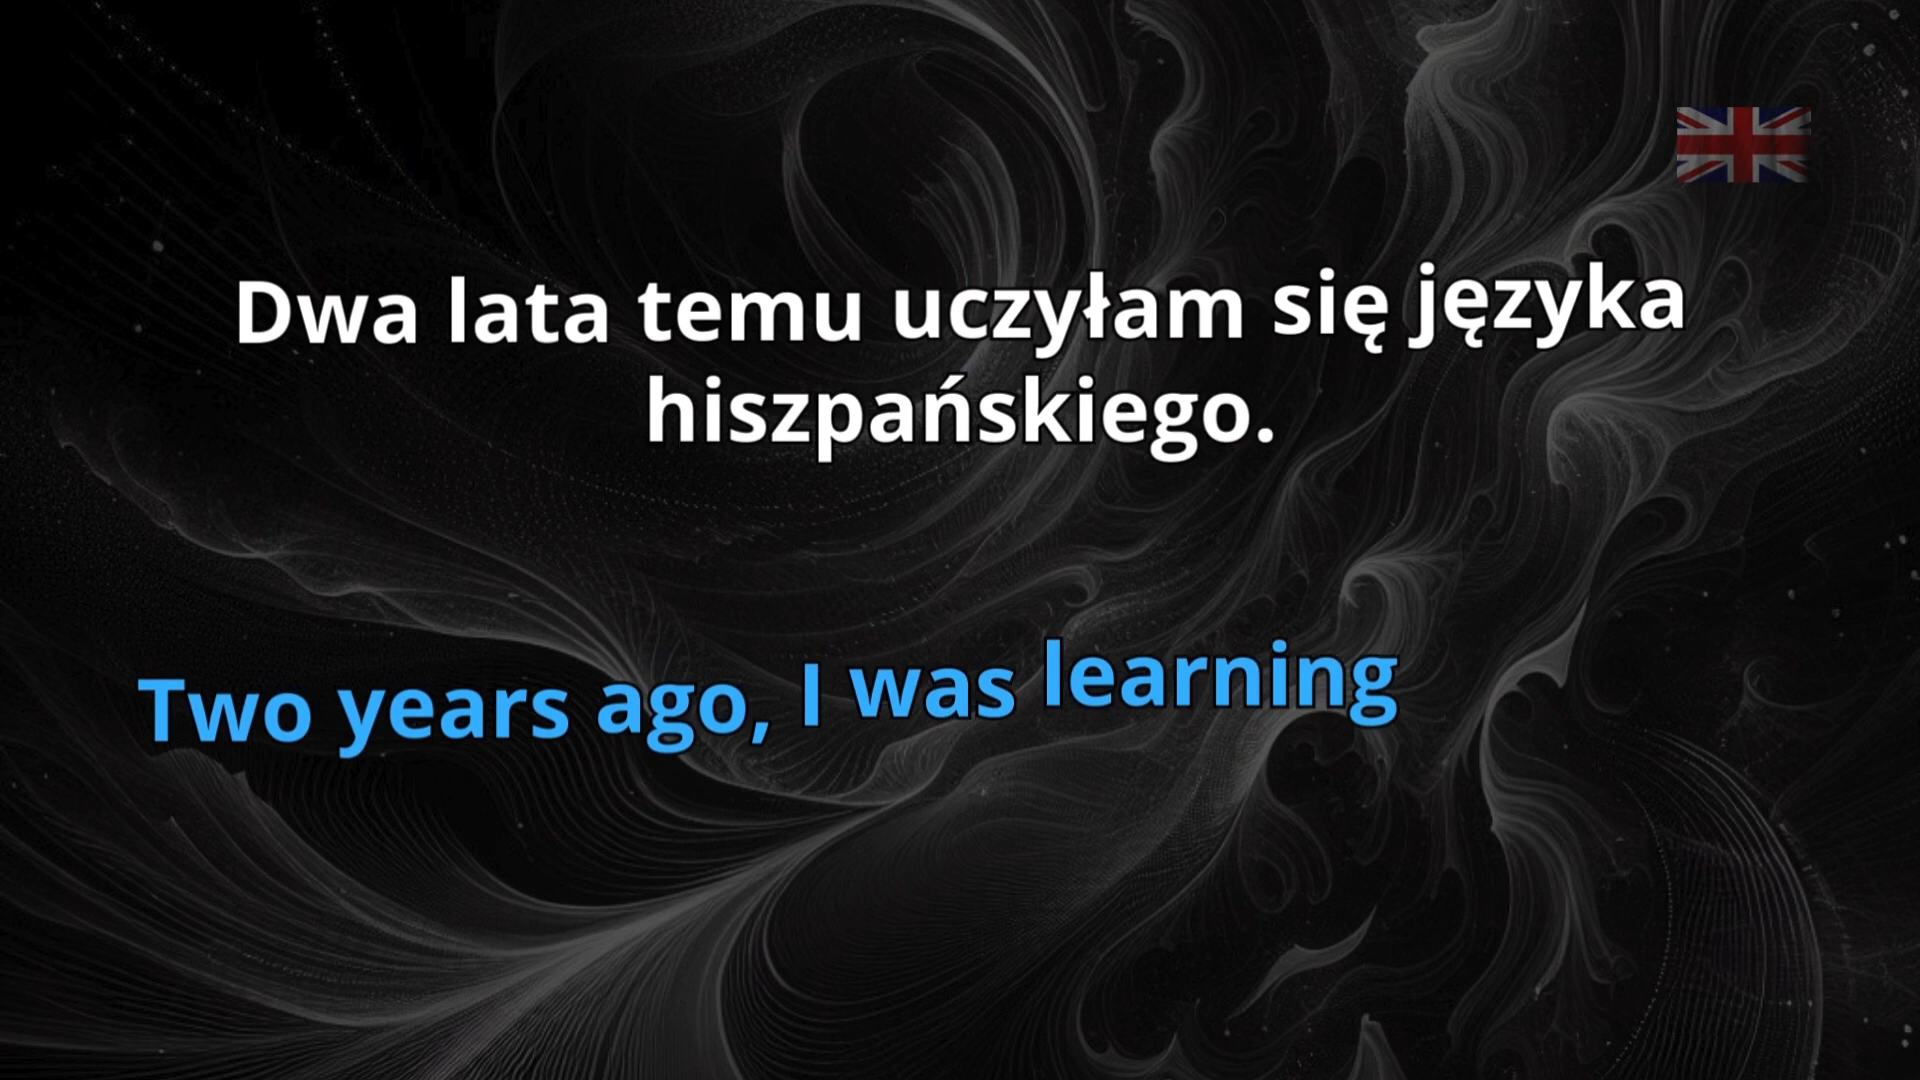 Dwa lata temu uczyłam się języka
hiszpańskiego.
Two years ago, I was learning